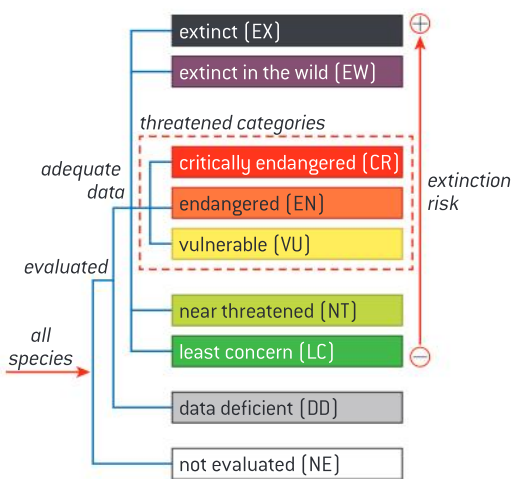 extinct (EX)
extinct in the wild (EW)
threatened categories
critically endangered (CR)
adequate
data
endangered (EN)
extinction
risk
vulnerable (VU)
evaluated
near threatened (NT)
all
species
least concern (LC)
data deficient (DD)
not evaluated (NE)